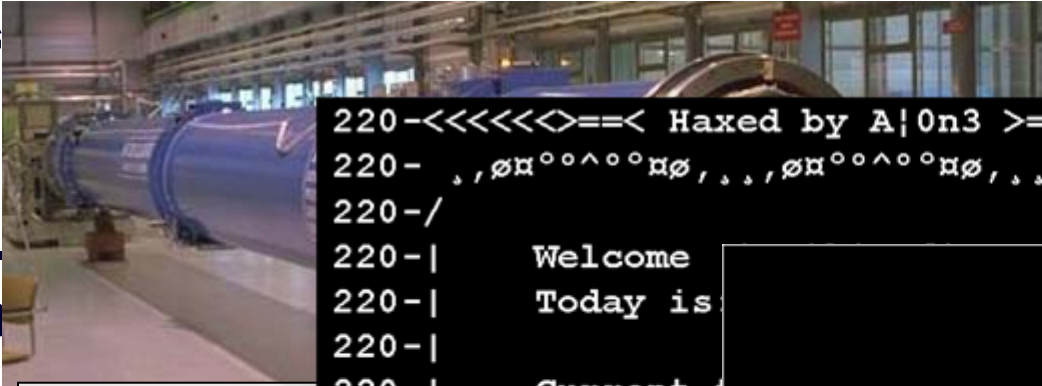 220-<<<<<<>==< Haxed by A¦0n3 >=
220- ¸,ø¤°º^º°¤ø,¸¸,ø¤°º^º°¤ø,¸
220-/
220-| Welcome
220-| Today is:
220-|